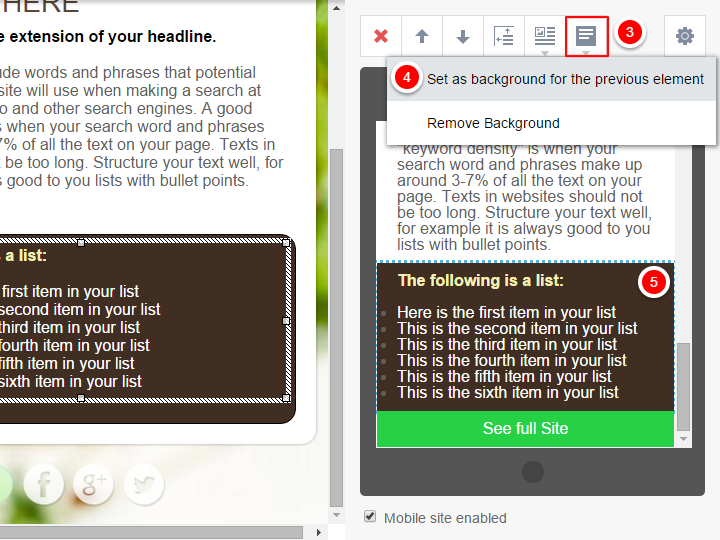 HERE
e extension of your headline.
ude words and phrases that potential
site will use when making a search at
o and other search engines. A good
s when your search word and phrases
7% of all the text on your page. Texts in
t be too long. Structure your text well, for
s good to you lists with bullet points.
s a list:
first item in your list
second item in your list
third item in your list
fourth item in your list
fifth item in your list
sixth item in your list
f
g+
3
4
Set as background for the previous element
Remove Background
"keyword density" is when your
search word and phrases make up
around 3-7% of all the text on your
page. Texts in websites should not
be too long. Structure your text well,
for example it is always good to you
lists with bullet points.
The following is a list:
5
Here is the first item in your list
This is the second item in your list
This is the third item in your list
This is the fourth item in your list
This is the fifth item in your list
This is the sixth item in your list
See full Site
Mobile site enabled